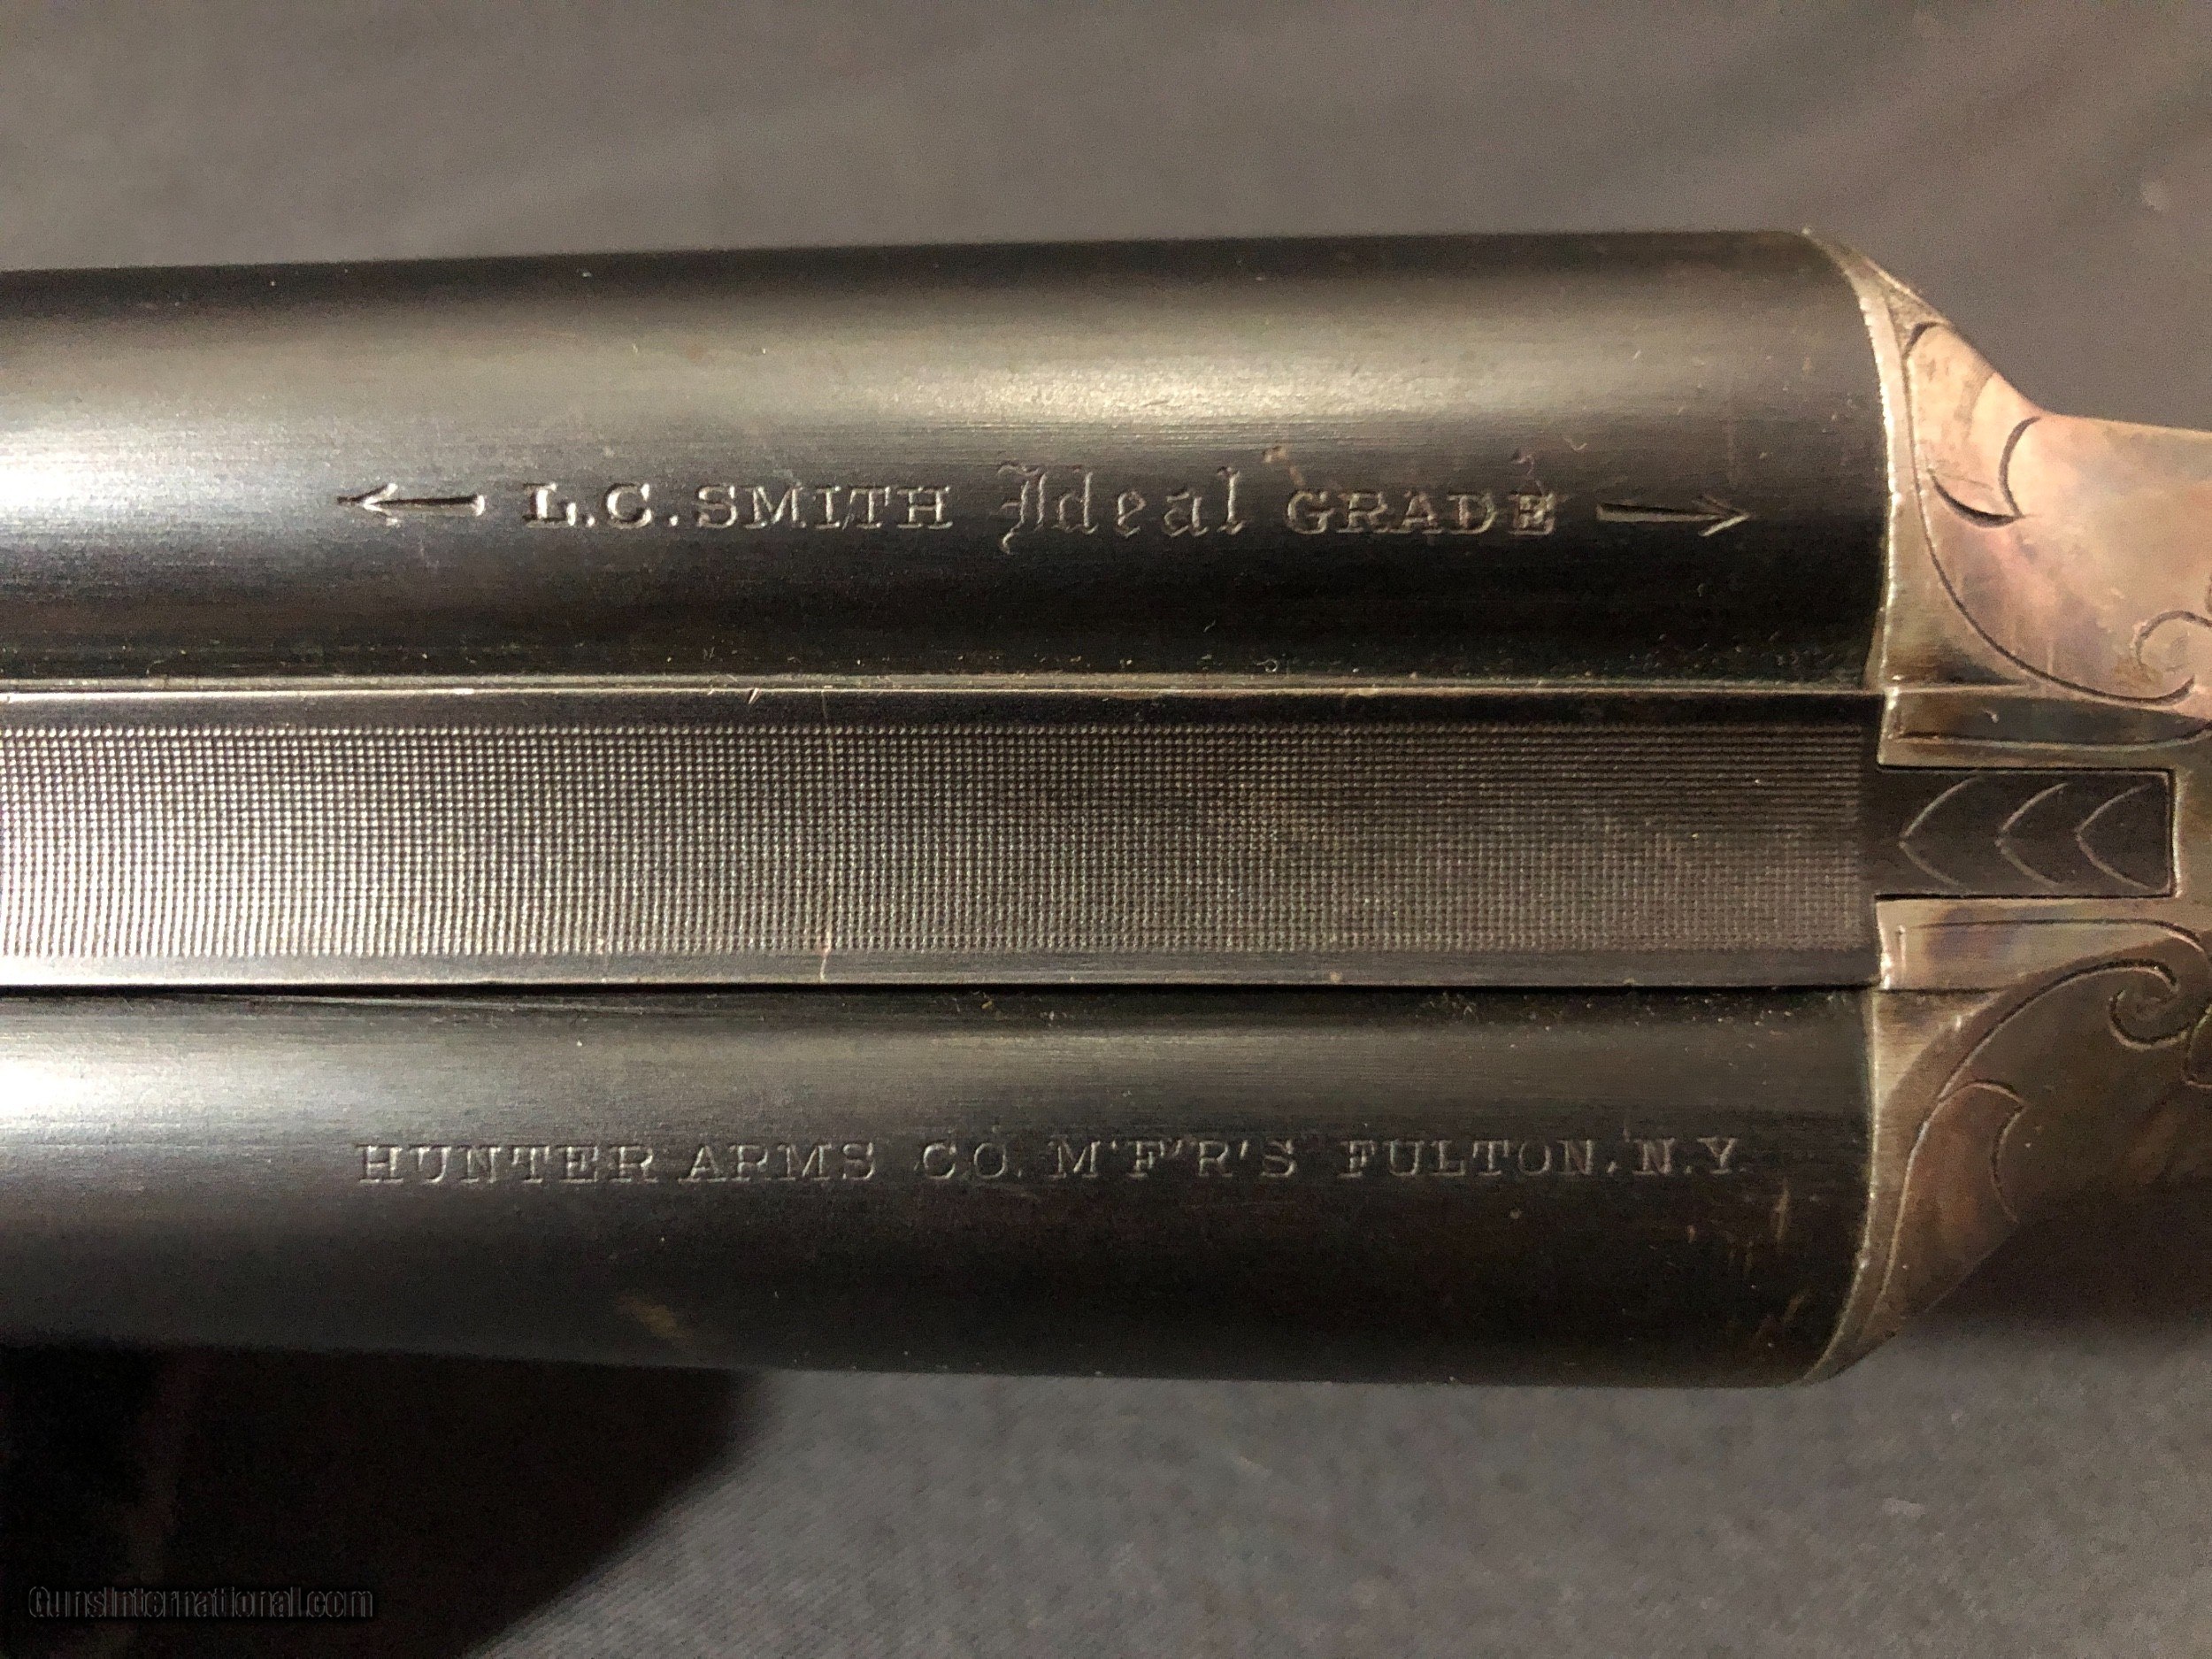 ← L.C. SMITH Ideal GRADE →
HUNTER ARMS CO. M'F'R'S FULTON, N.Y.
GunsInternational.com